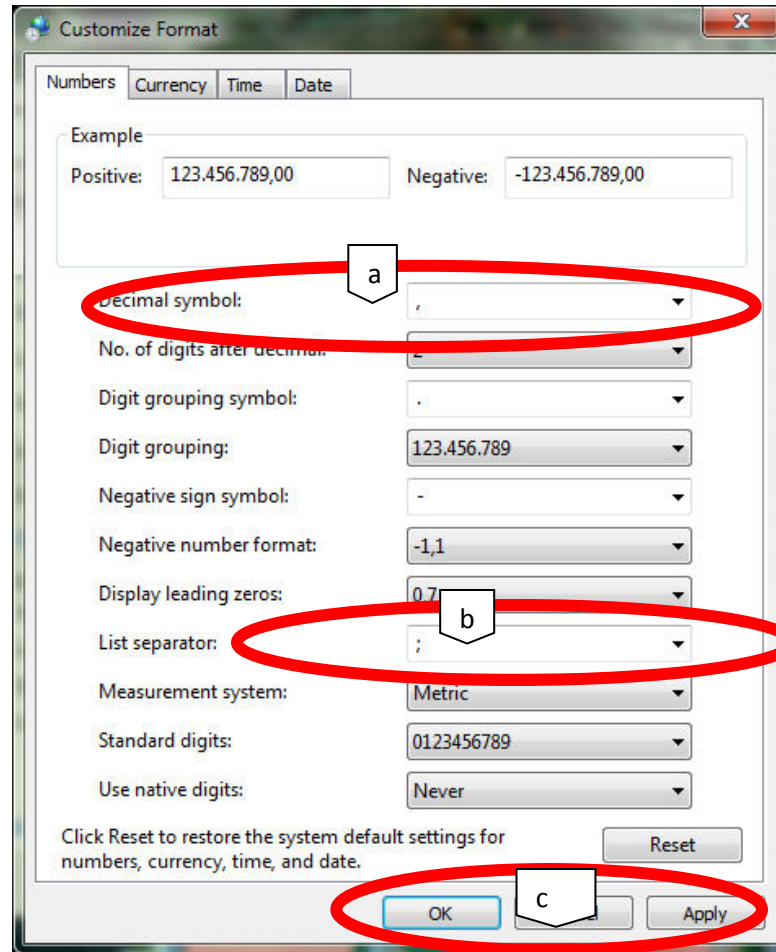 Customize Format
Numbers Currency Time Date
Example
Positive: 123.456.789,00 Negative: -123.456.789,00
a
Decimal symbol: ,
No. of digits after decimal: 2
Digit grouping symbol: .
Digit grouping: 123.456.789
Negative sign symbol: -
Negative number format: -1,1
Display leading zeros: 0,7
b
List separator: ;
Measurement system: Metric
Standard digits: 0123456789
Use native digits: Never
Click Reset to restore the system default settings for
numbers, currency, time, and date.
Reset
c
OK Apply